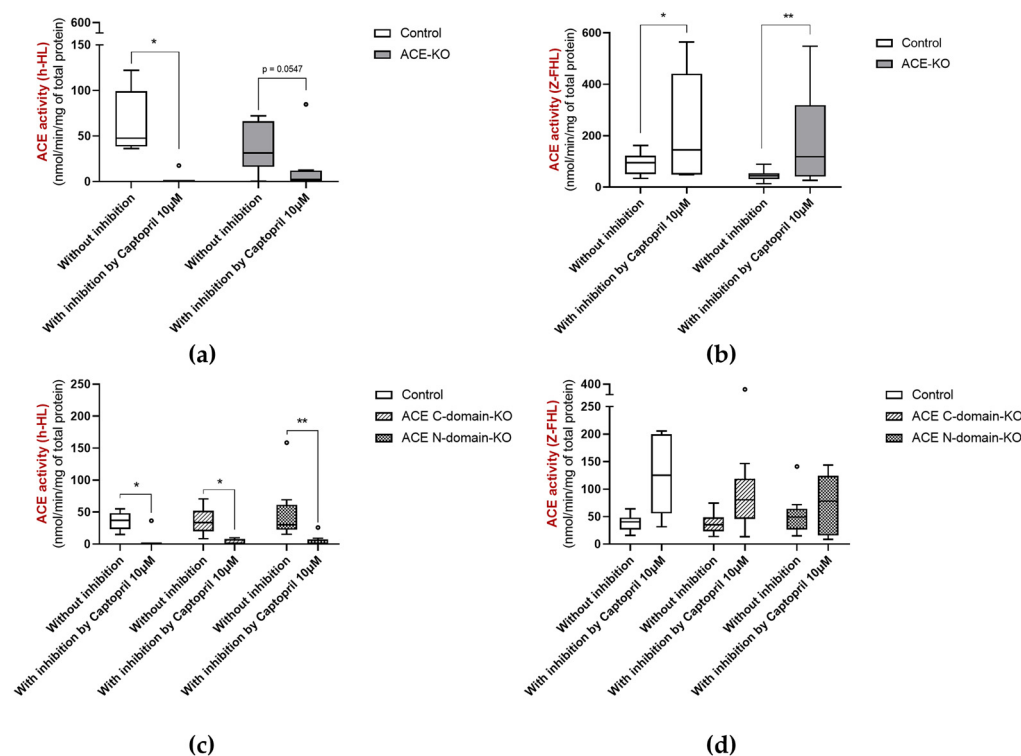 ACE activity (h-HL)
(nmol/min/mg of total protein)
600
150
100
50
0
*
p = 0.0547
Control
ACE-KO
Without inhibition
With inhibition by Captopril 10µM
Without inhibition
With inhibition by Captopril 10µM
(a)
ACE activity (Z-FHL)
(nmol/min/mg of total protein)
600
400
200
0
*
**
Control
ACE-KO
Without inhibition
With inhibition by Captopril 10µM
Without inhibition
With inhibition by Captopril 10µM
(b)
ACE activity (h-HL)
(nmol/min/mg of total protein)
250
200
150
100
50
0
*
*
**
Control
ACE C-domain-KO
ACE N-domain-KO
Without inhibition
With inhibition by Captopril 10µM
Without inhibition
With inhibition by Captopril 10µM
Without inhibition
With inhibition by Captopril 10µM
(c)
ACE activity (Z-FHL)
(nmol/min/mg of total protein)
400
250
200
150
100
50
0
Control
ACE C-domain-KO
ACE N-domain-KO
Without inhibition
With inhibition by Captopril 10µM
Without inhibition
With inhibition by Captopril 10µM
Without inhibition
With inhibition by Captopril 10µM
(d)